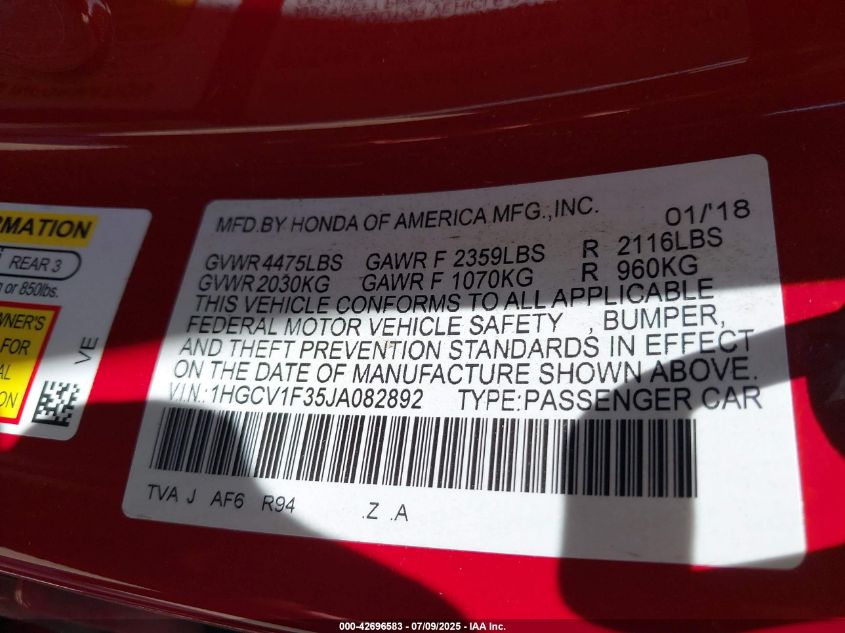 MFD.BY HONDA OF AMERICA MFG.,INC. 01/'18
GVWR 4475LBS GAWR F 2359LBS R 2116LBS
GVWR 2030KG GAWR F 1070KG R 960KG
THIS VEHICLE CONFORMS TO ALL APPLICABLE
FEDERAL MOTOR VEHICLE SAFETY , BUMPER,
AND THEFT PREVENTION STANDARDS IN EFFECT
ON THE DATE OF MANUFACTURE SHOWN ABOVE.
V.I.N.: 1HGCV1F35JA082892 TYPE:PASSENGER CAR
TVA J AF6 R94 .Z .A
REAR 3
or 850lbs.
FOR
VE
000-42696583 / 07/09/2025 - IAA Inc.